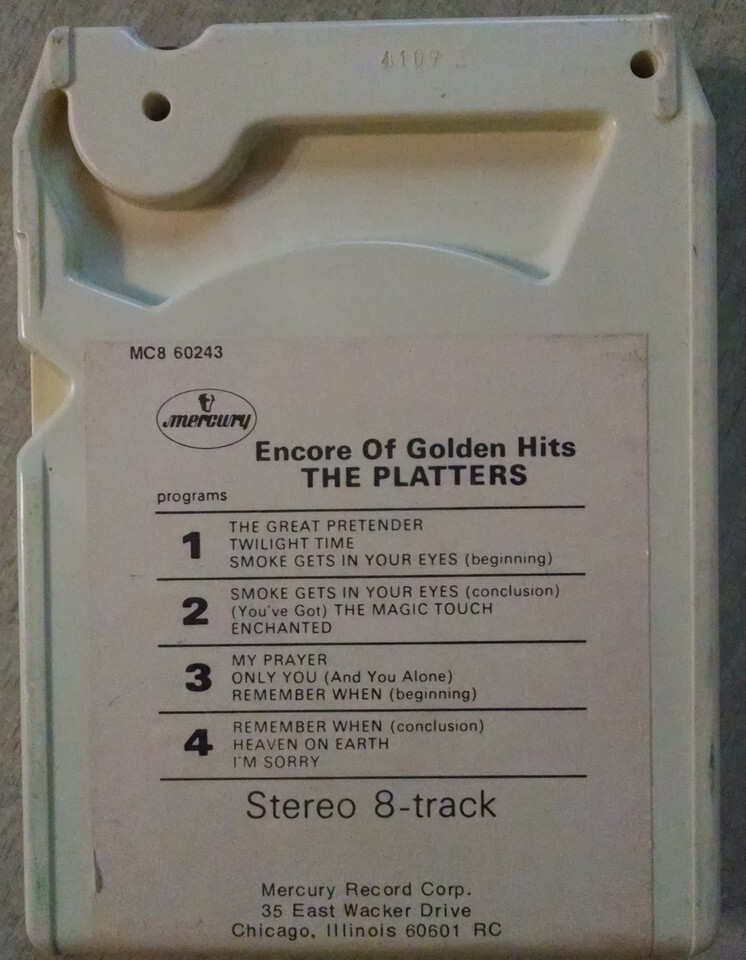 4109
MC8 60243
mercury
Encore Of Golden Hits
THE PLATTERS
programs
1
THE GREAT PRETENDER
TWILIGHT TIME
SMOKE GETS IN YOUR EYES (beginning)
2
SMOKE GETS IN YOUR EYES (conclusion)
(You've Got) THE MAGIC TOUCH
ENCHANTED
3
MY PRAYER
ONLY YOU (And You Alone)
REMEMBER WHEN (beginning)
4
REMEMBER WHEN (conclusion)
HEAVEN ON EARTH
I'M SORRY
Stereo 8-track
Mercury Record Corp.
35 East Wacker Drive
Chicago, Illinois 60601 RC